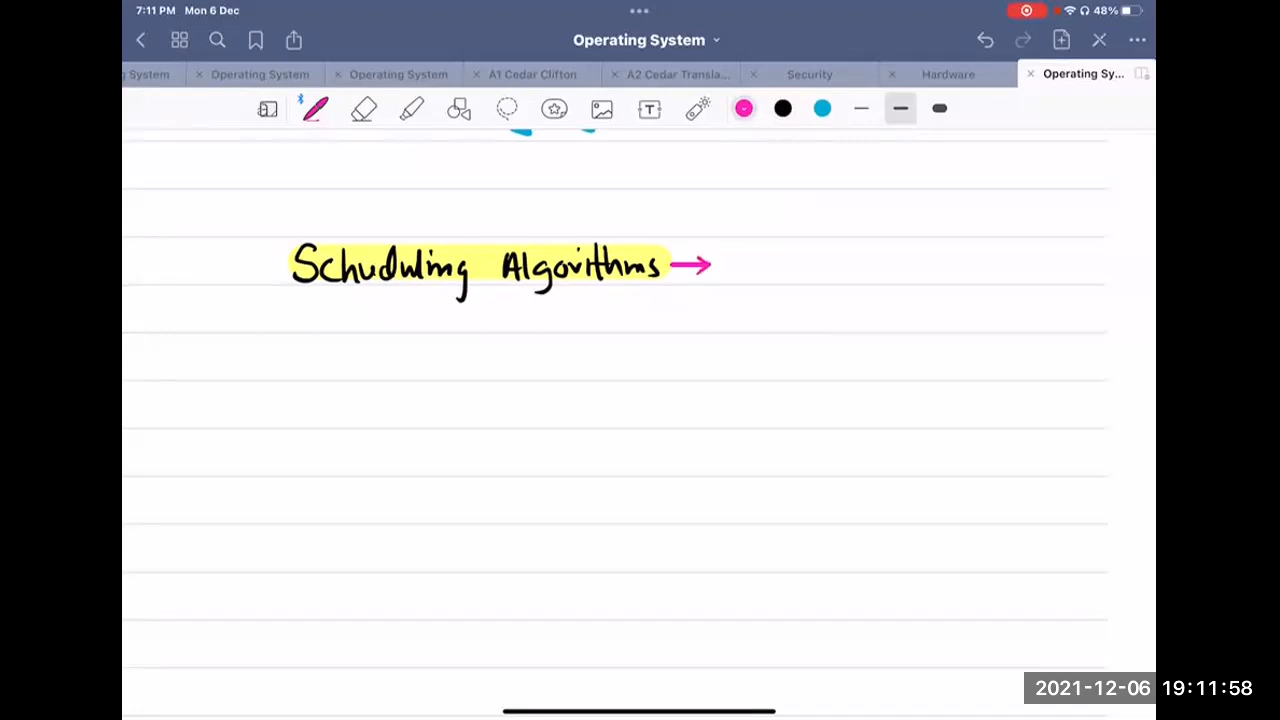 7:11 PM Mon 6 Dec
48%
Operating System
g System
Operating System
Operating System
A1 Cedar Clifton
A2 Cedar Transla...
Security
Hardware
Operating Sy...
T
Schuduling Algorithms →
2021-12-06 19:11:58